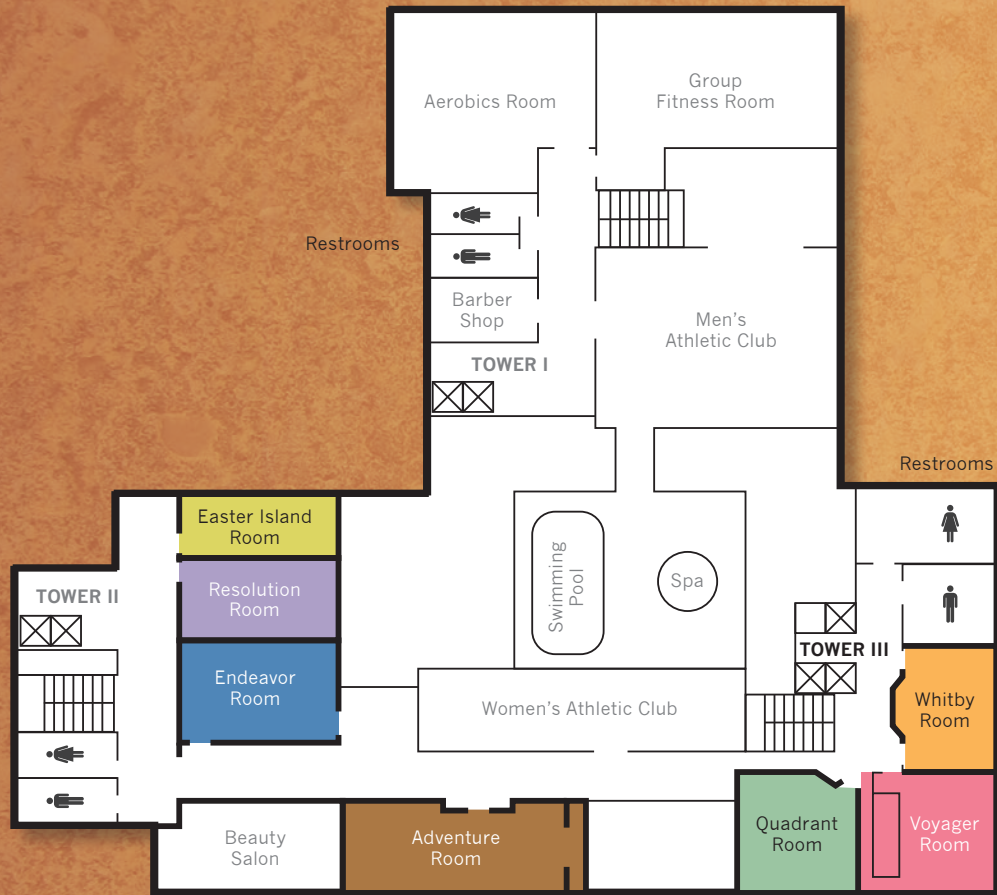 Aerobics Room
Group
Fitness Room
Restrooms
Barber
Shop
Men's
Athletic Club
TOWER I
Restrooms
Easter Island
Room
Swimming
Pool
Spa
TOWER II
Resolution
Room
TOWER III
Endeavor
Room
Women's Athletic Club
Whitby
Room
Beauty
Salon
Adventure
Room
Quadrant
Room
Voyager
Room